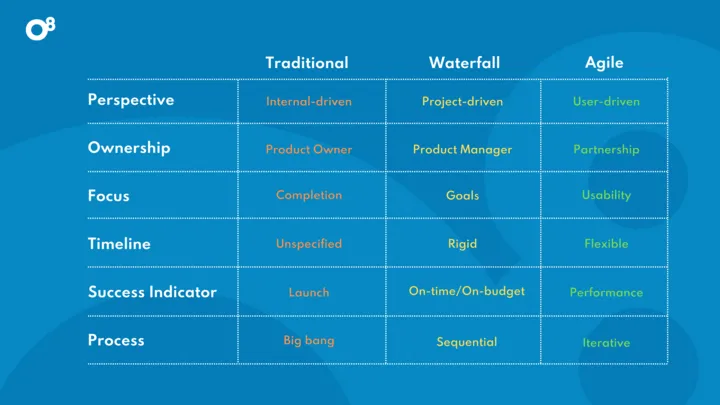 O8
Traditional Waterfall Agile
Perspective Internal-driven Project-driven User-driven
Ownership Product Owner Product Manager Partnership
Focus Completion Goals Usability
Timeline Unspecified Rigid Flexible
Success Indicator Launch On-time/On-budget Performance
Process Big bang Sequential Iterative